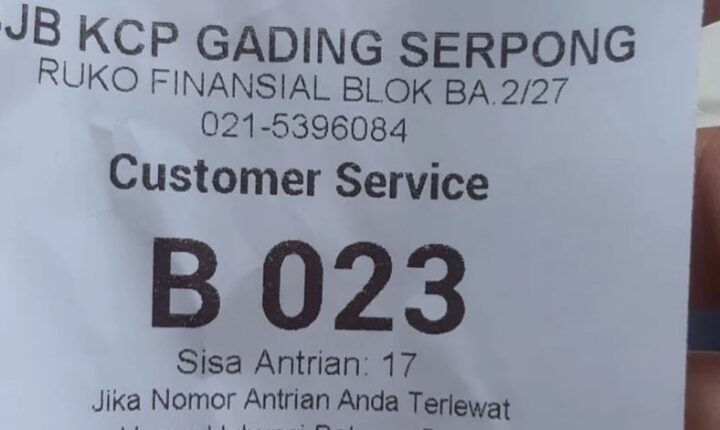 JB KCP GADING SERPONG
RUKO FINANSIAL BLOK BA.2/27
021-5396084
Customer Service
B 023
Sisa Antrian: 17
Jika Nomor Antrian Anda Terlewat